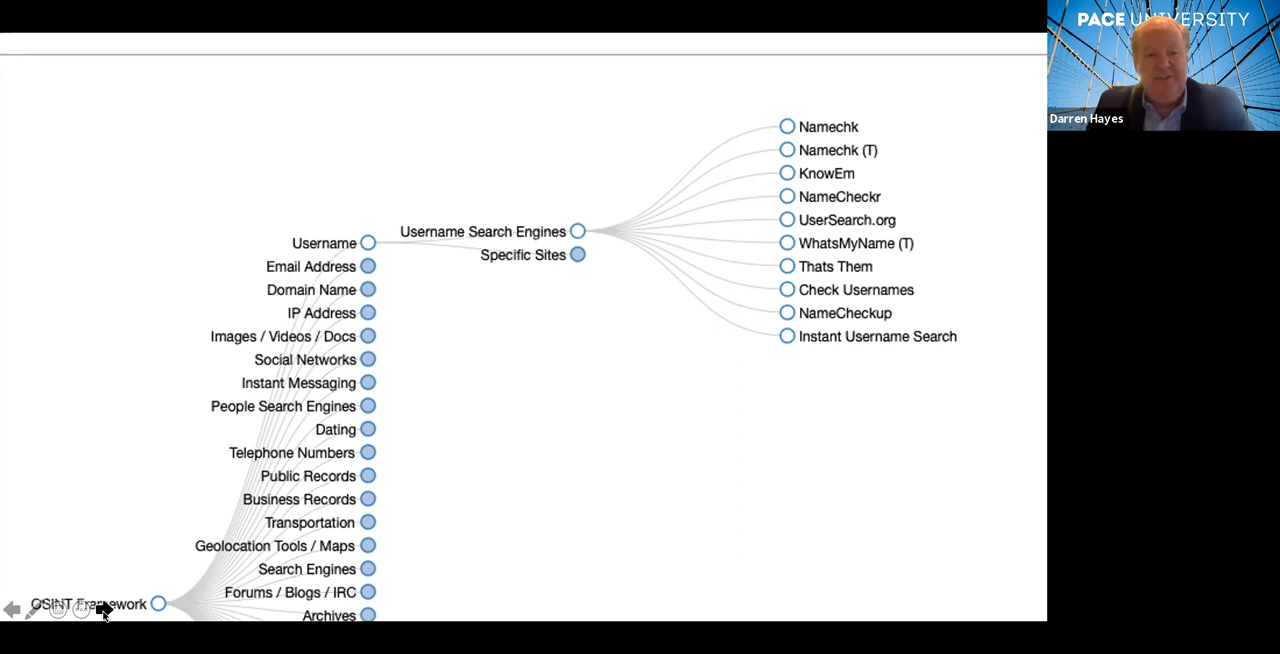 PACE UNIVERSITY
Darren Hayes
Namechk
Namechk (T)
KnowEm
NameCheckr
UserSearch.org
WhatsMyName (T)
Thats Them
Check Usernames
NameCheckup
Instant Username Search
Username Search Engines
Specific Sites
Username
Email Address
Domain Name
IP Address
Images / Videos / Docs
Social Networks
Instant Messaging
People Search Engines
Dating
Telephone Numbers
Public Records
Business Records
Transportation
Geolocation Tools / Maps
Search Engines
Forums / Blogs / IRC
Archives
OSINT Framework